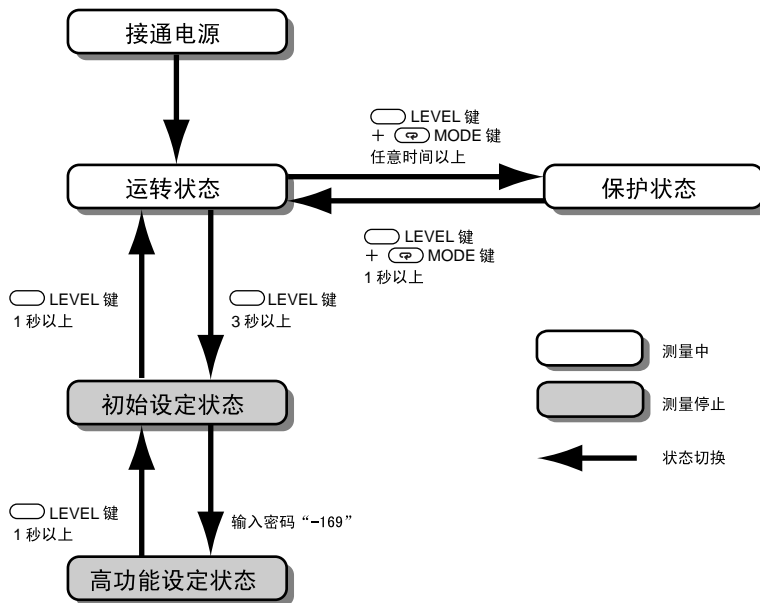 接通电源
LEVEL 键
+ MODE 键
任意时间以上
运转状态
保护状态
LEVEL 键
+ MODE 键
1 秒以上
LEVEL 键
1 秒以上
LEVEL 键
3 秒以上
测量中
初始设定状态
测量停止
状态切换
LEVEL 键
1 秒以上
输入密码“-169”
高功能设定状态